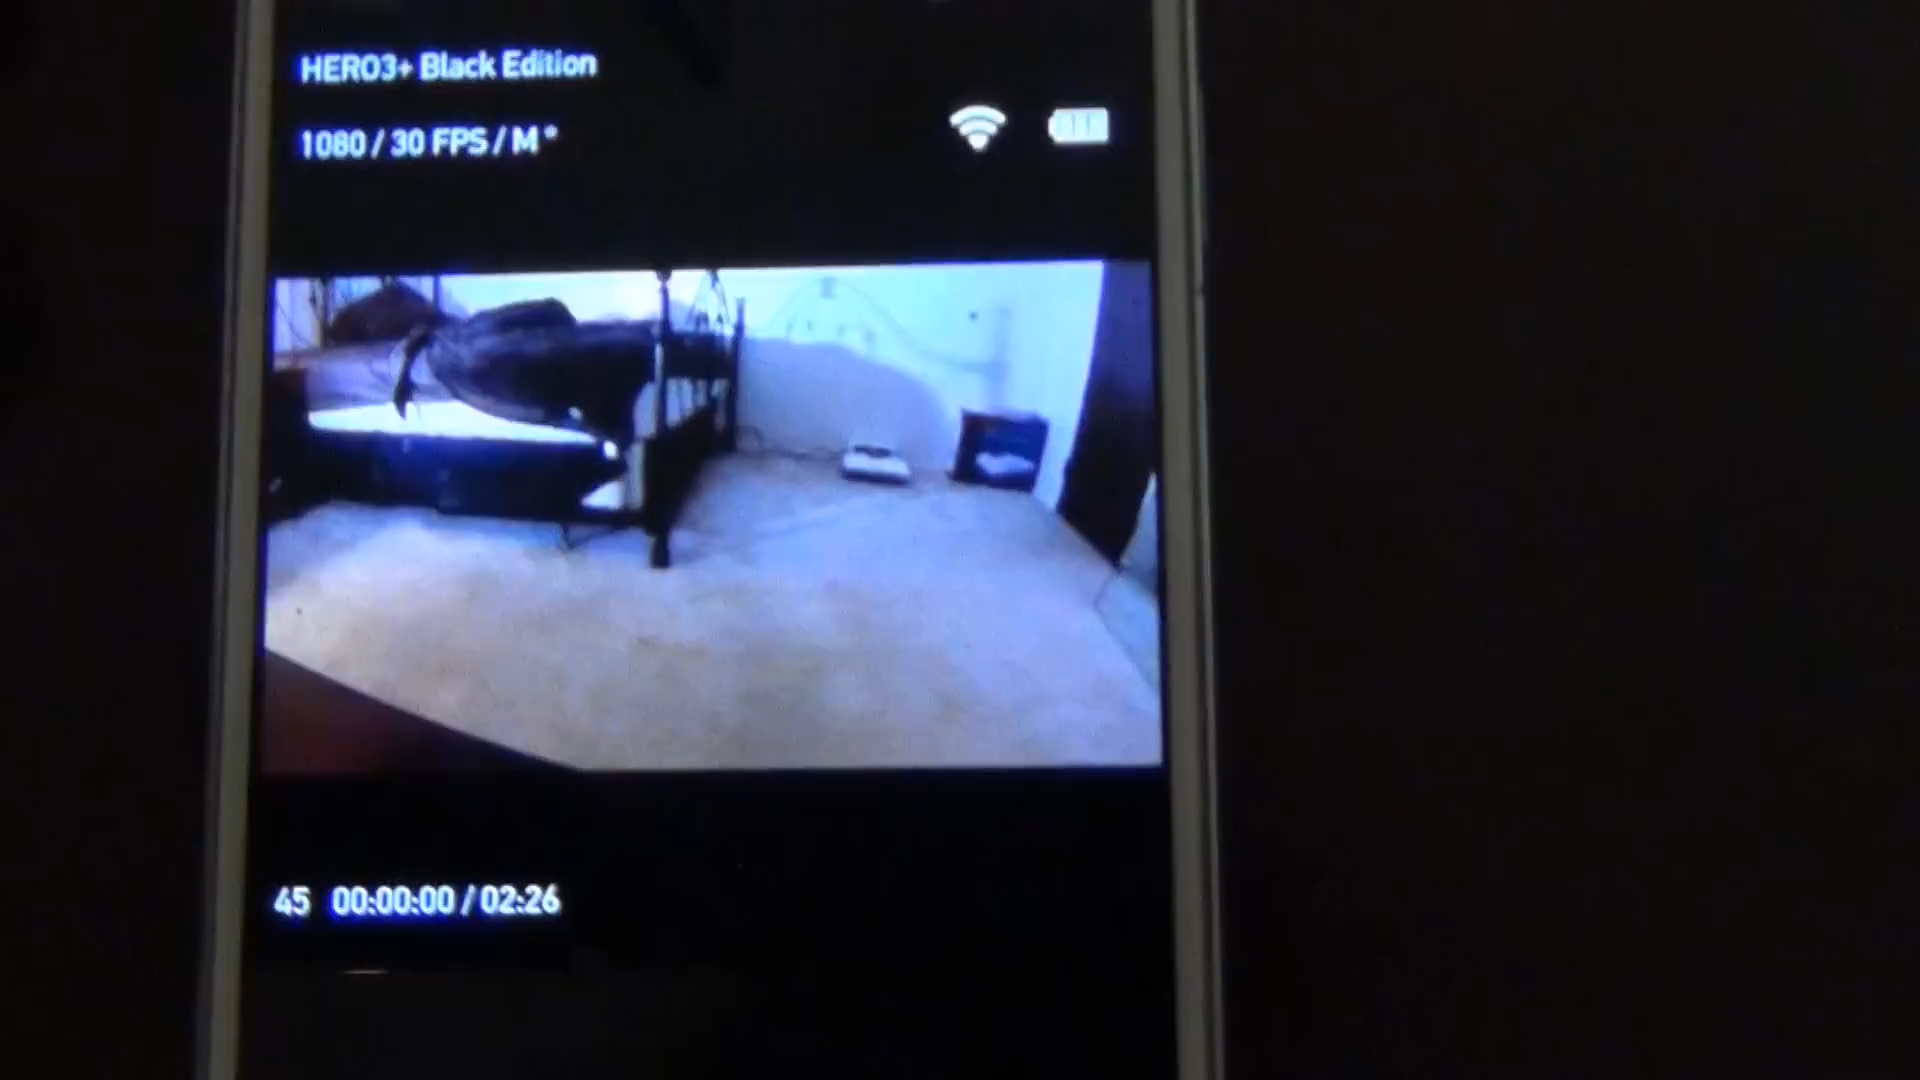 HERO3+ Black Edition
1080 / 30 FPS / M*
45 00:00:00 / 02:26